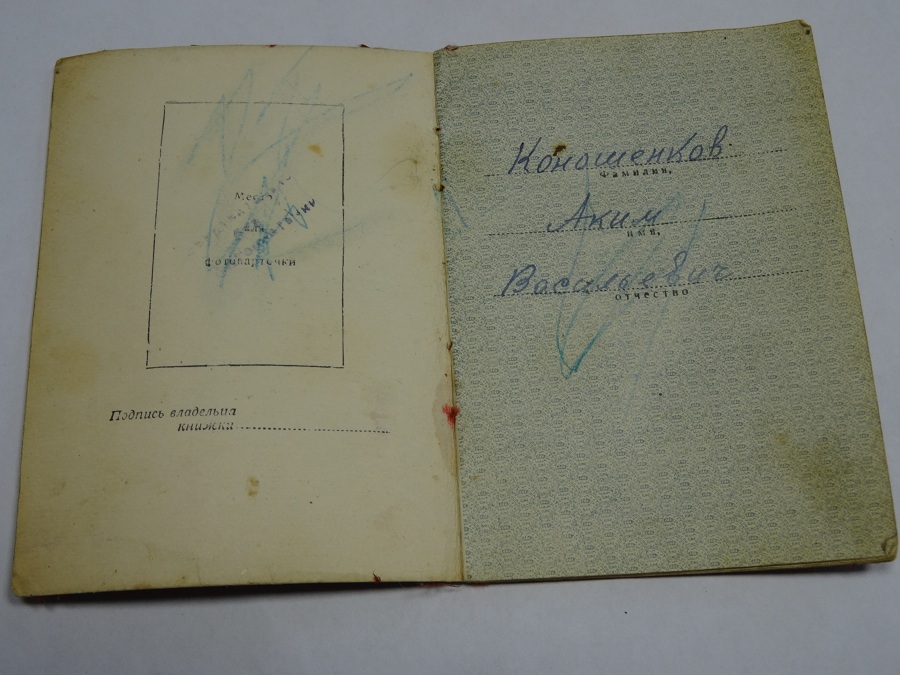 Место
для
фотокарточки
Подпись владельца
книжки
Коношенков
Фамилия,
Аким
имя,
Васильевич
отчество